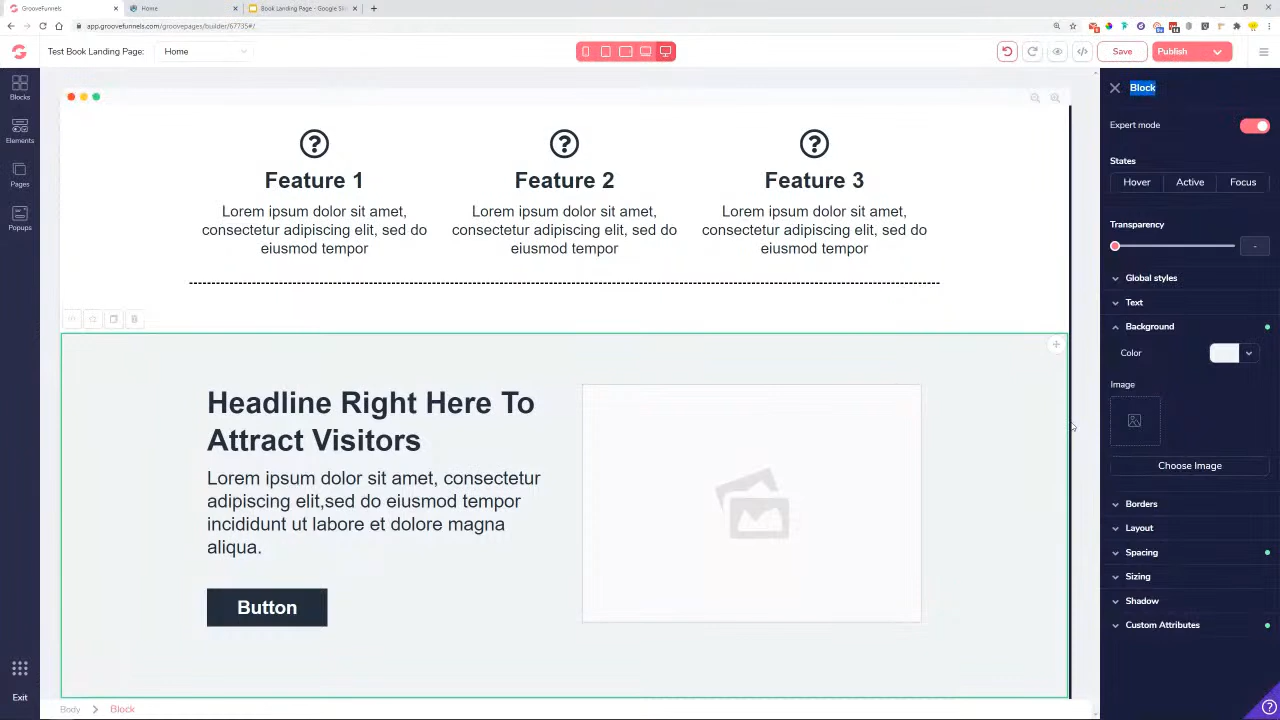 GrooveFunnels
Home
Book Landing Page - Google Sli
app.groovefunnels.com/groovepages/builder/67735#/
Test Book Landing Page:
Home
Save
Publish
Blocks
Elements
Pages
Popups
Exit
Feature 1
Lorem ipsum dolor sit amet,
consectetur adipiscing elit, sed do
eiusmod tempor
Feature 2
Lorem ipsum dolor sit amet,
consectetur adipiscing elit, sed do
eiusmod tempor
Feature 3
Lorem ipsum dolor sit amet,
consectetur adipiscing elit, sed do
eiusmod tempor
Headline Right Here To
Attract Visitors
Lorem ipsum dolor sit amet, consectetur
adipiscing elit,sed do eiusmod tempor
incididunt ut labore et dolore magna
aliqua.
Button
Body
Block
Block
Expert mode
States
Hover
Active
Focus
Transparency
-
Global styles
Text
Background
Color
Image
Choose Image
Borders
Layout
Spacing
Sizing
Shadow
Custom Attributes